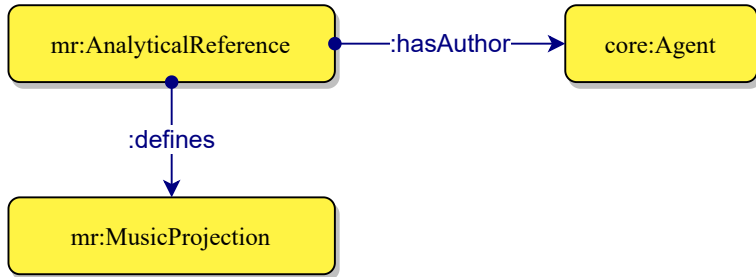 mr:AnalyticalReference
:hasAuthor
core:Agent
:defines
mr:MusicProjection